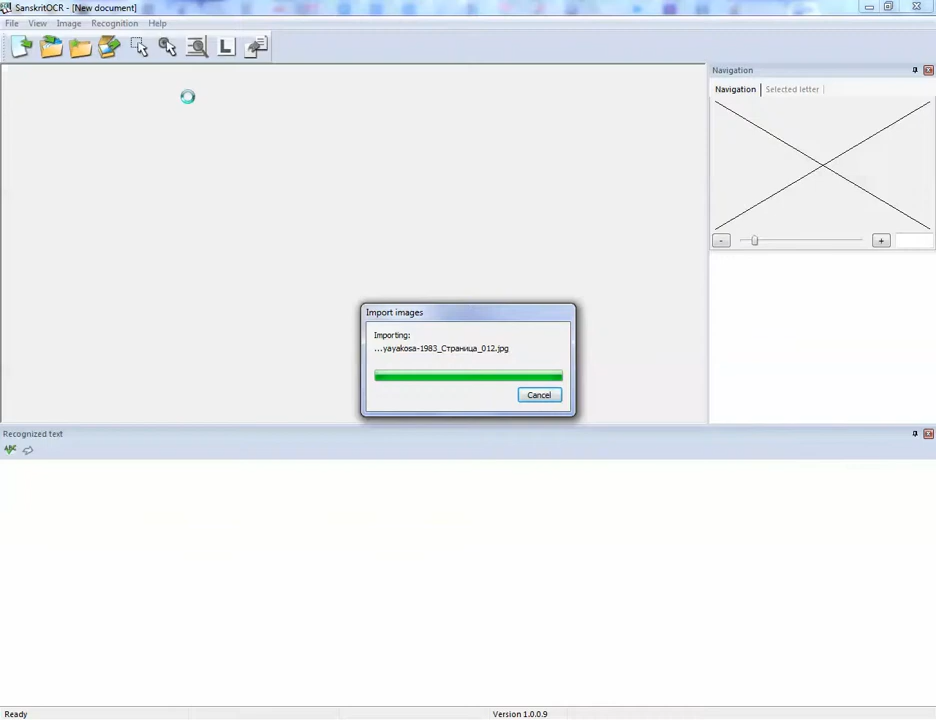 SanskritOCR - [New document]
File View Image Recognition Help
L
Navigation
Navigation Selected letter
- +
Import images
Importing:
...yayakosa-1983_Страница_012.jpg
Cancel
Recognized text
ABC
Ready Version 1.0.0.9